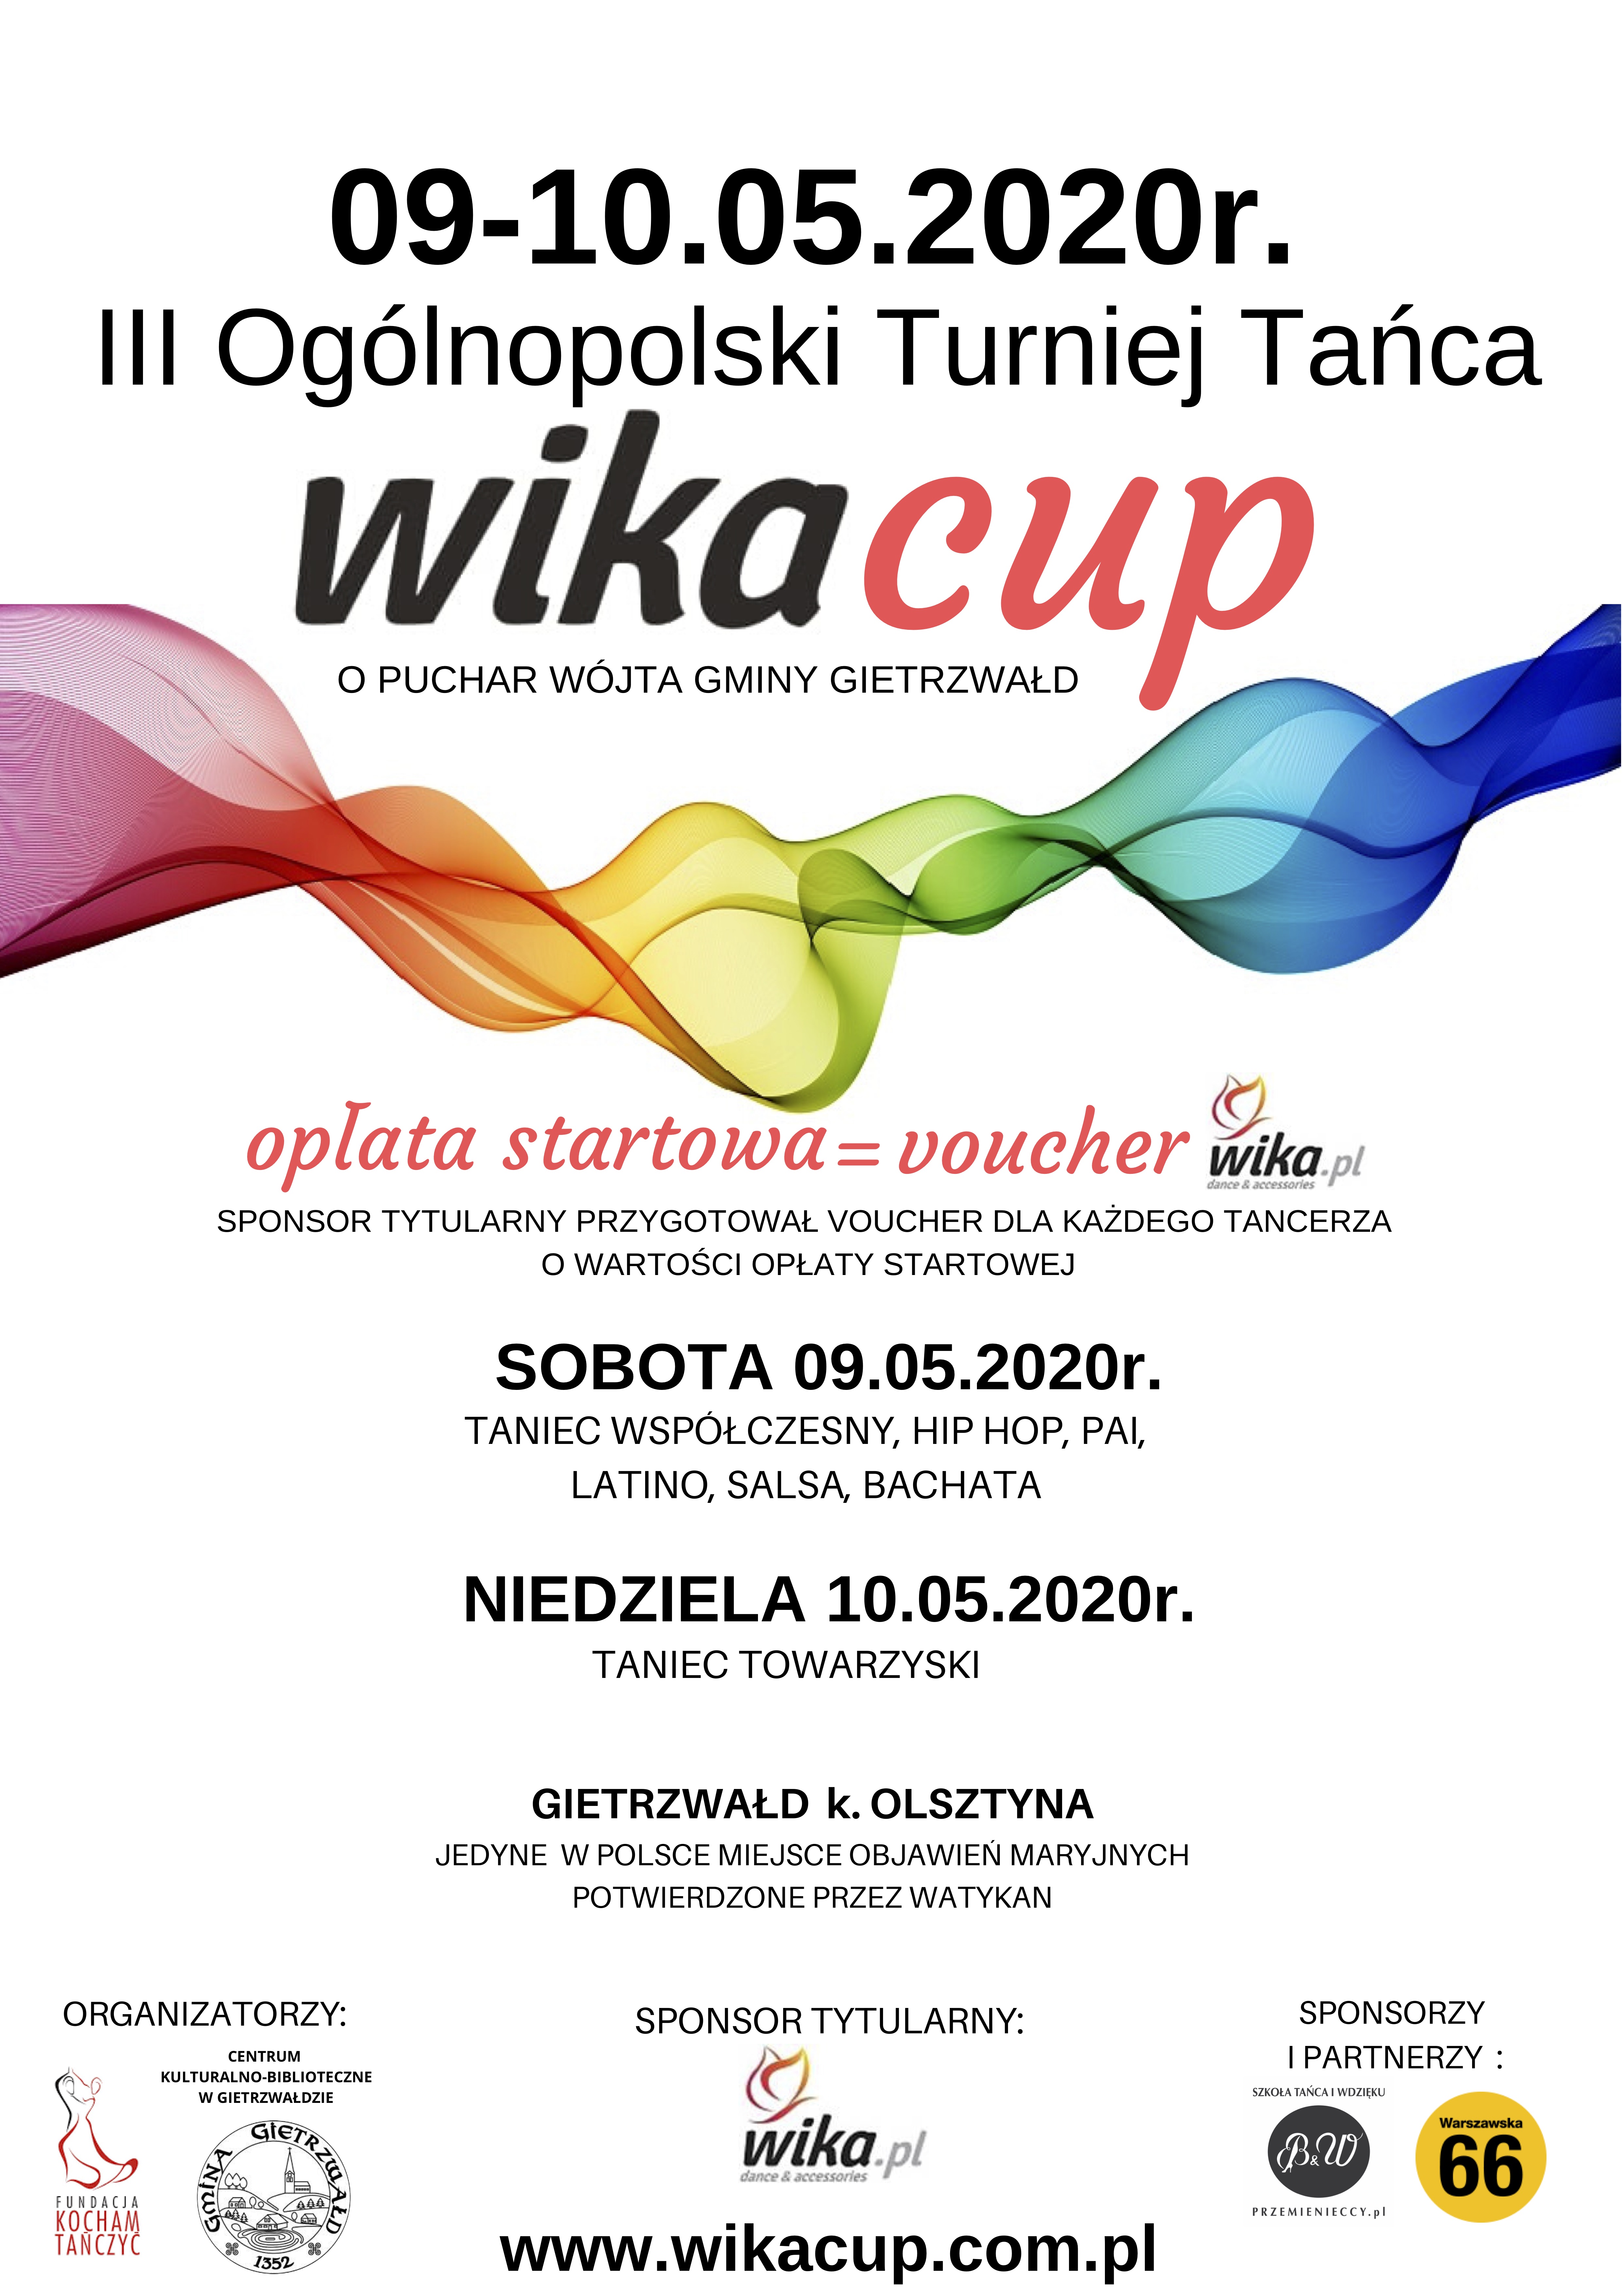 09-10.05.2020r.
III Ogólnopolski Turniej Tańca
wika cup
O PUCHAR WÓJTA GMINY GIETRZWAŁD
opłata startowa = voucher
wika.pl
dance & accessories
SPONSOR TYTULARNY PRZYGOTOWAŁ VOUCHER DLA KAŻDEGO TANCERZA
O WARTOŚCI OPŁATY STARTOWEJ
SOBOTA 09.05.2020r.
TANIEC WSPÓŁCZESNY, HIP HOP, PAI,
LATINO, SALSA, BACHATA
NIEDZIELA 10.05.2020r.
TANIEC TOWARZYSKI
GIETRZWAŁD k. OLSZTYNA
JEDYNE W POLSCE MIEJSCE OBJAWIEŃ MARYJNYCH
POTWIERDZONE PRZEZ WATYKAN
ORGANIZATORZY:
CENTRUM
KULTURALNO-BIBLIOTECZNE
W GIETRZWAŁDZIE
FUNDACJA
KOCHAM
TAŃCZYĆ
GMINA GIETRZWAŁD
1352
SPONSOR TYTULARNY:
wika.pl
dance & accessories
SPONSORZY
I PARTNERZY :
SZKOŁA TAŃCA I WDZIĘKU
B&W
PRZEMIENIECCY.pl
Warszawska
66
www.wikacup.com.pl